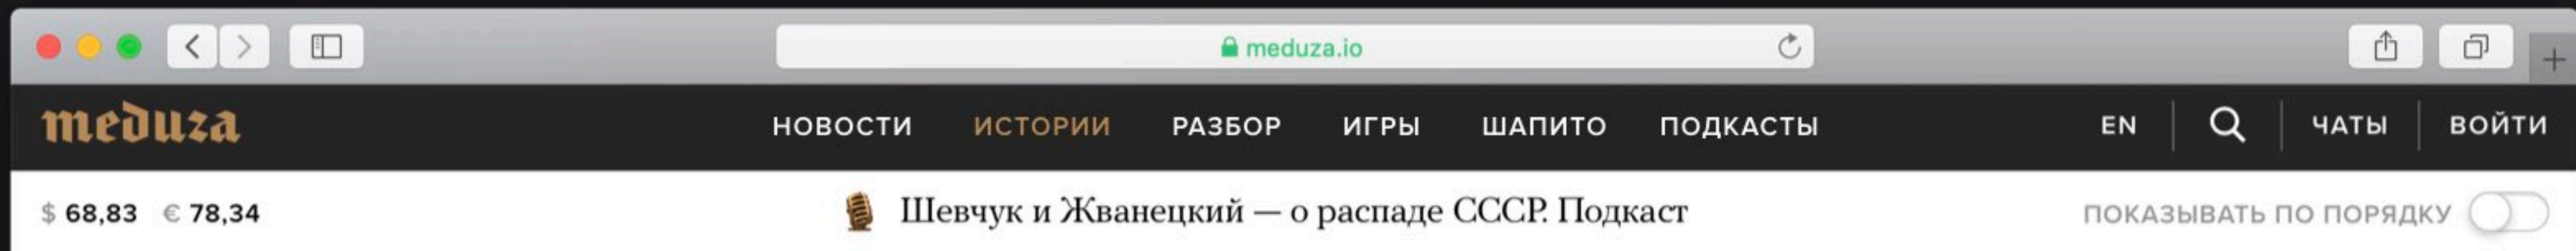 meduza.io
meduza НОВОСТИ ИСТОРИИ РАЗБОР ИГРЫ ШАПИТО ПОДКАСТЫ EN ЧАТЫ ВОЙТИ
$ 68,83 € 78,34 Шевчук и Жванецкий — о распаде СССР. Подкаст ПОКАЗЫВАТЬ ПО ПОРЯДКУ